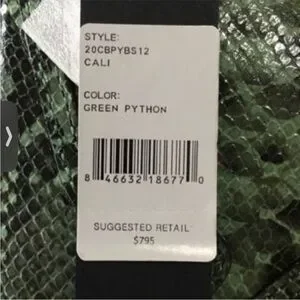 STYLE:
20CBPYBS12
CALI
COLOR:
GREEN PYTHON
8 46632 18677 0
SUGGESTED RETAIL
$795